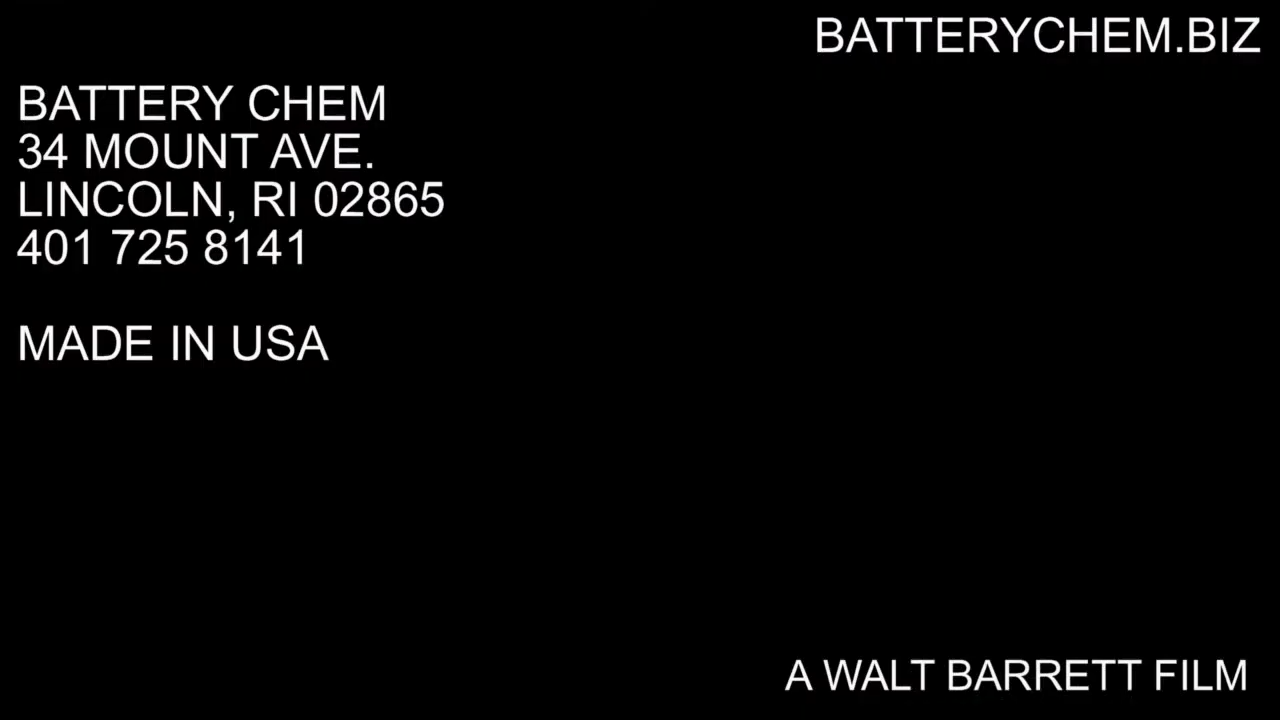 BATTERYCHEM.BIZ
BATTERY CHEM
34 MOUNT AVE.
LINCOLN, RI 02865
401 725 8141
MADE IN USA
A WALT BARRETT FILM